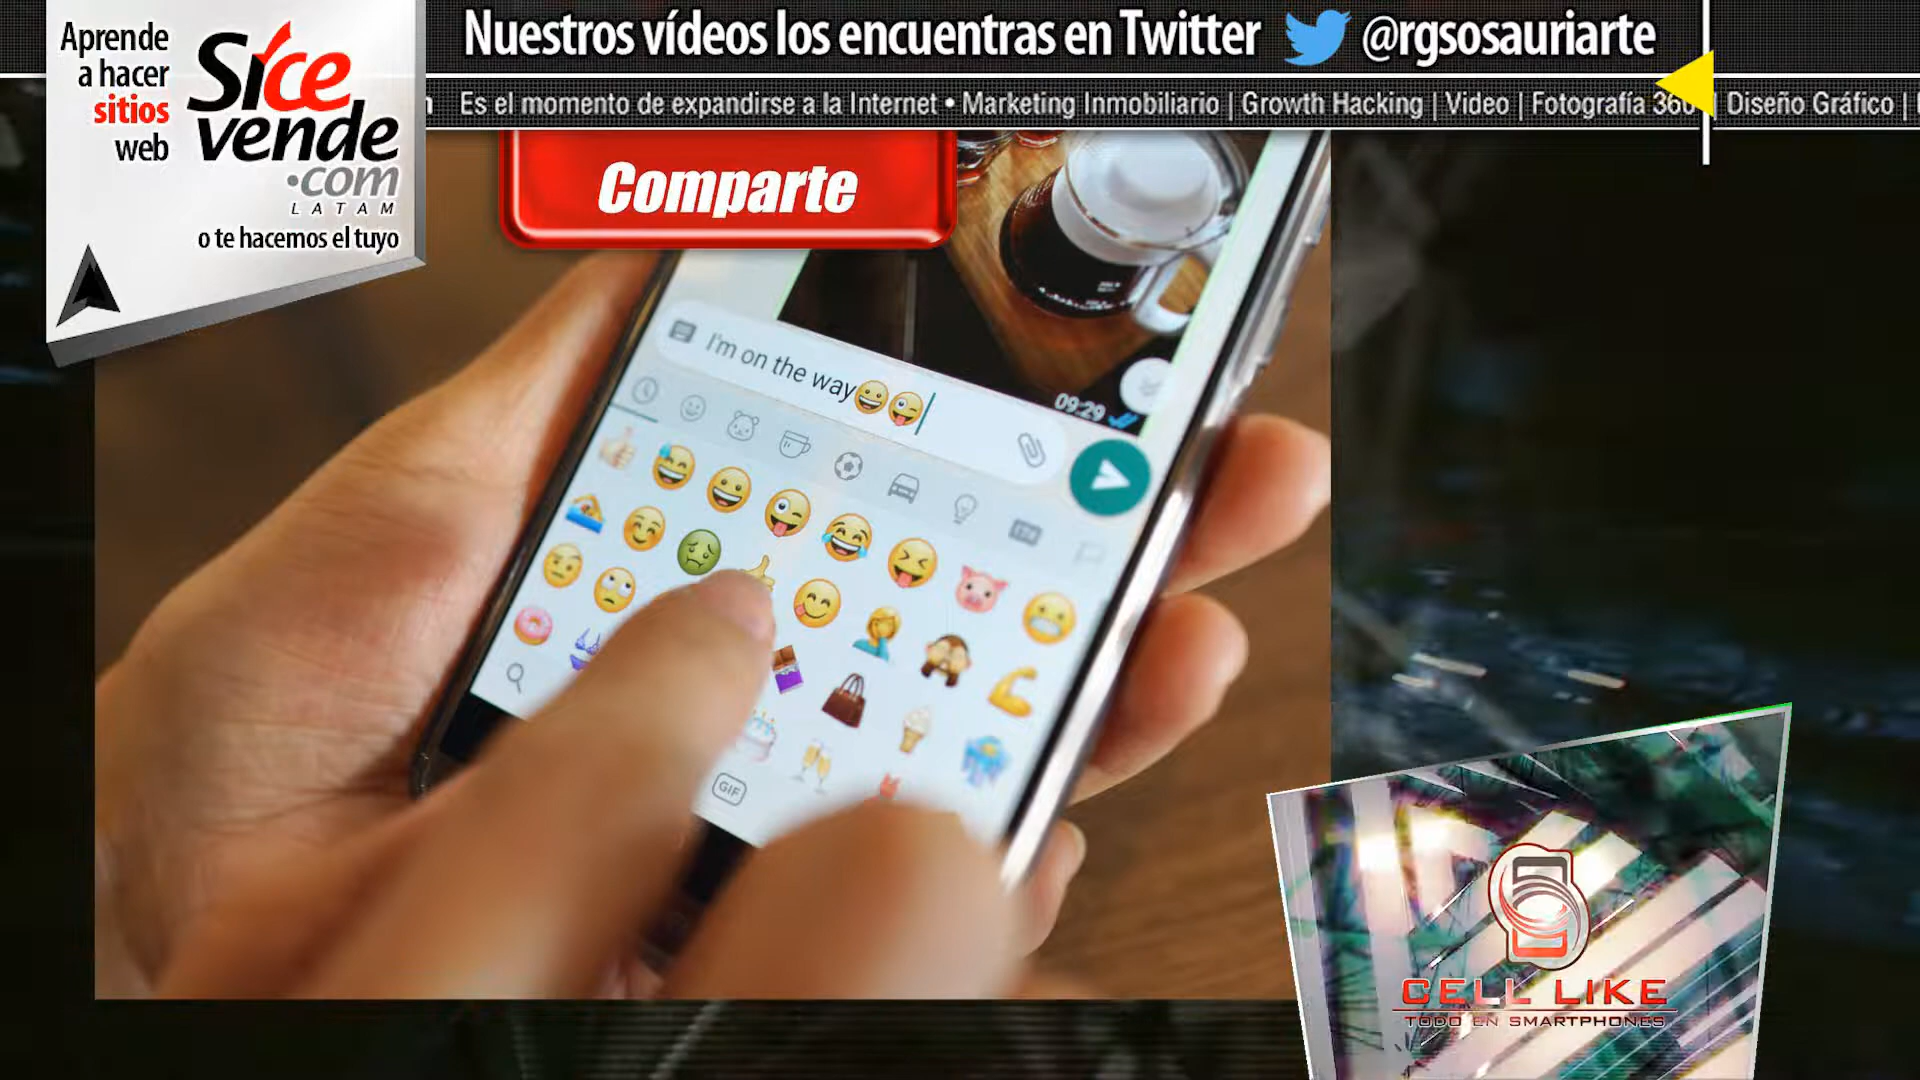 Aprende
a hacer
sitios
web
Sice
vende
.com
LATAM
o te hacemos el tuyo
Nuestros vídeos los encuentras en Twitter @rgsosauriarte
Es el momento de expandirse a la Internet • Marketing Inmobiliario | Growth Hacking | Video | Fotografía 360 | Diseño Gráfico |
Comparte
I'm on the way😀😜
09:29
GIF
CELL LIKE
TODO EN SMARTPHONES